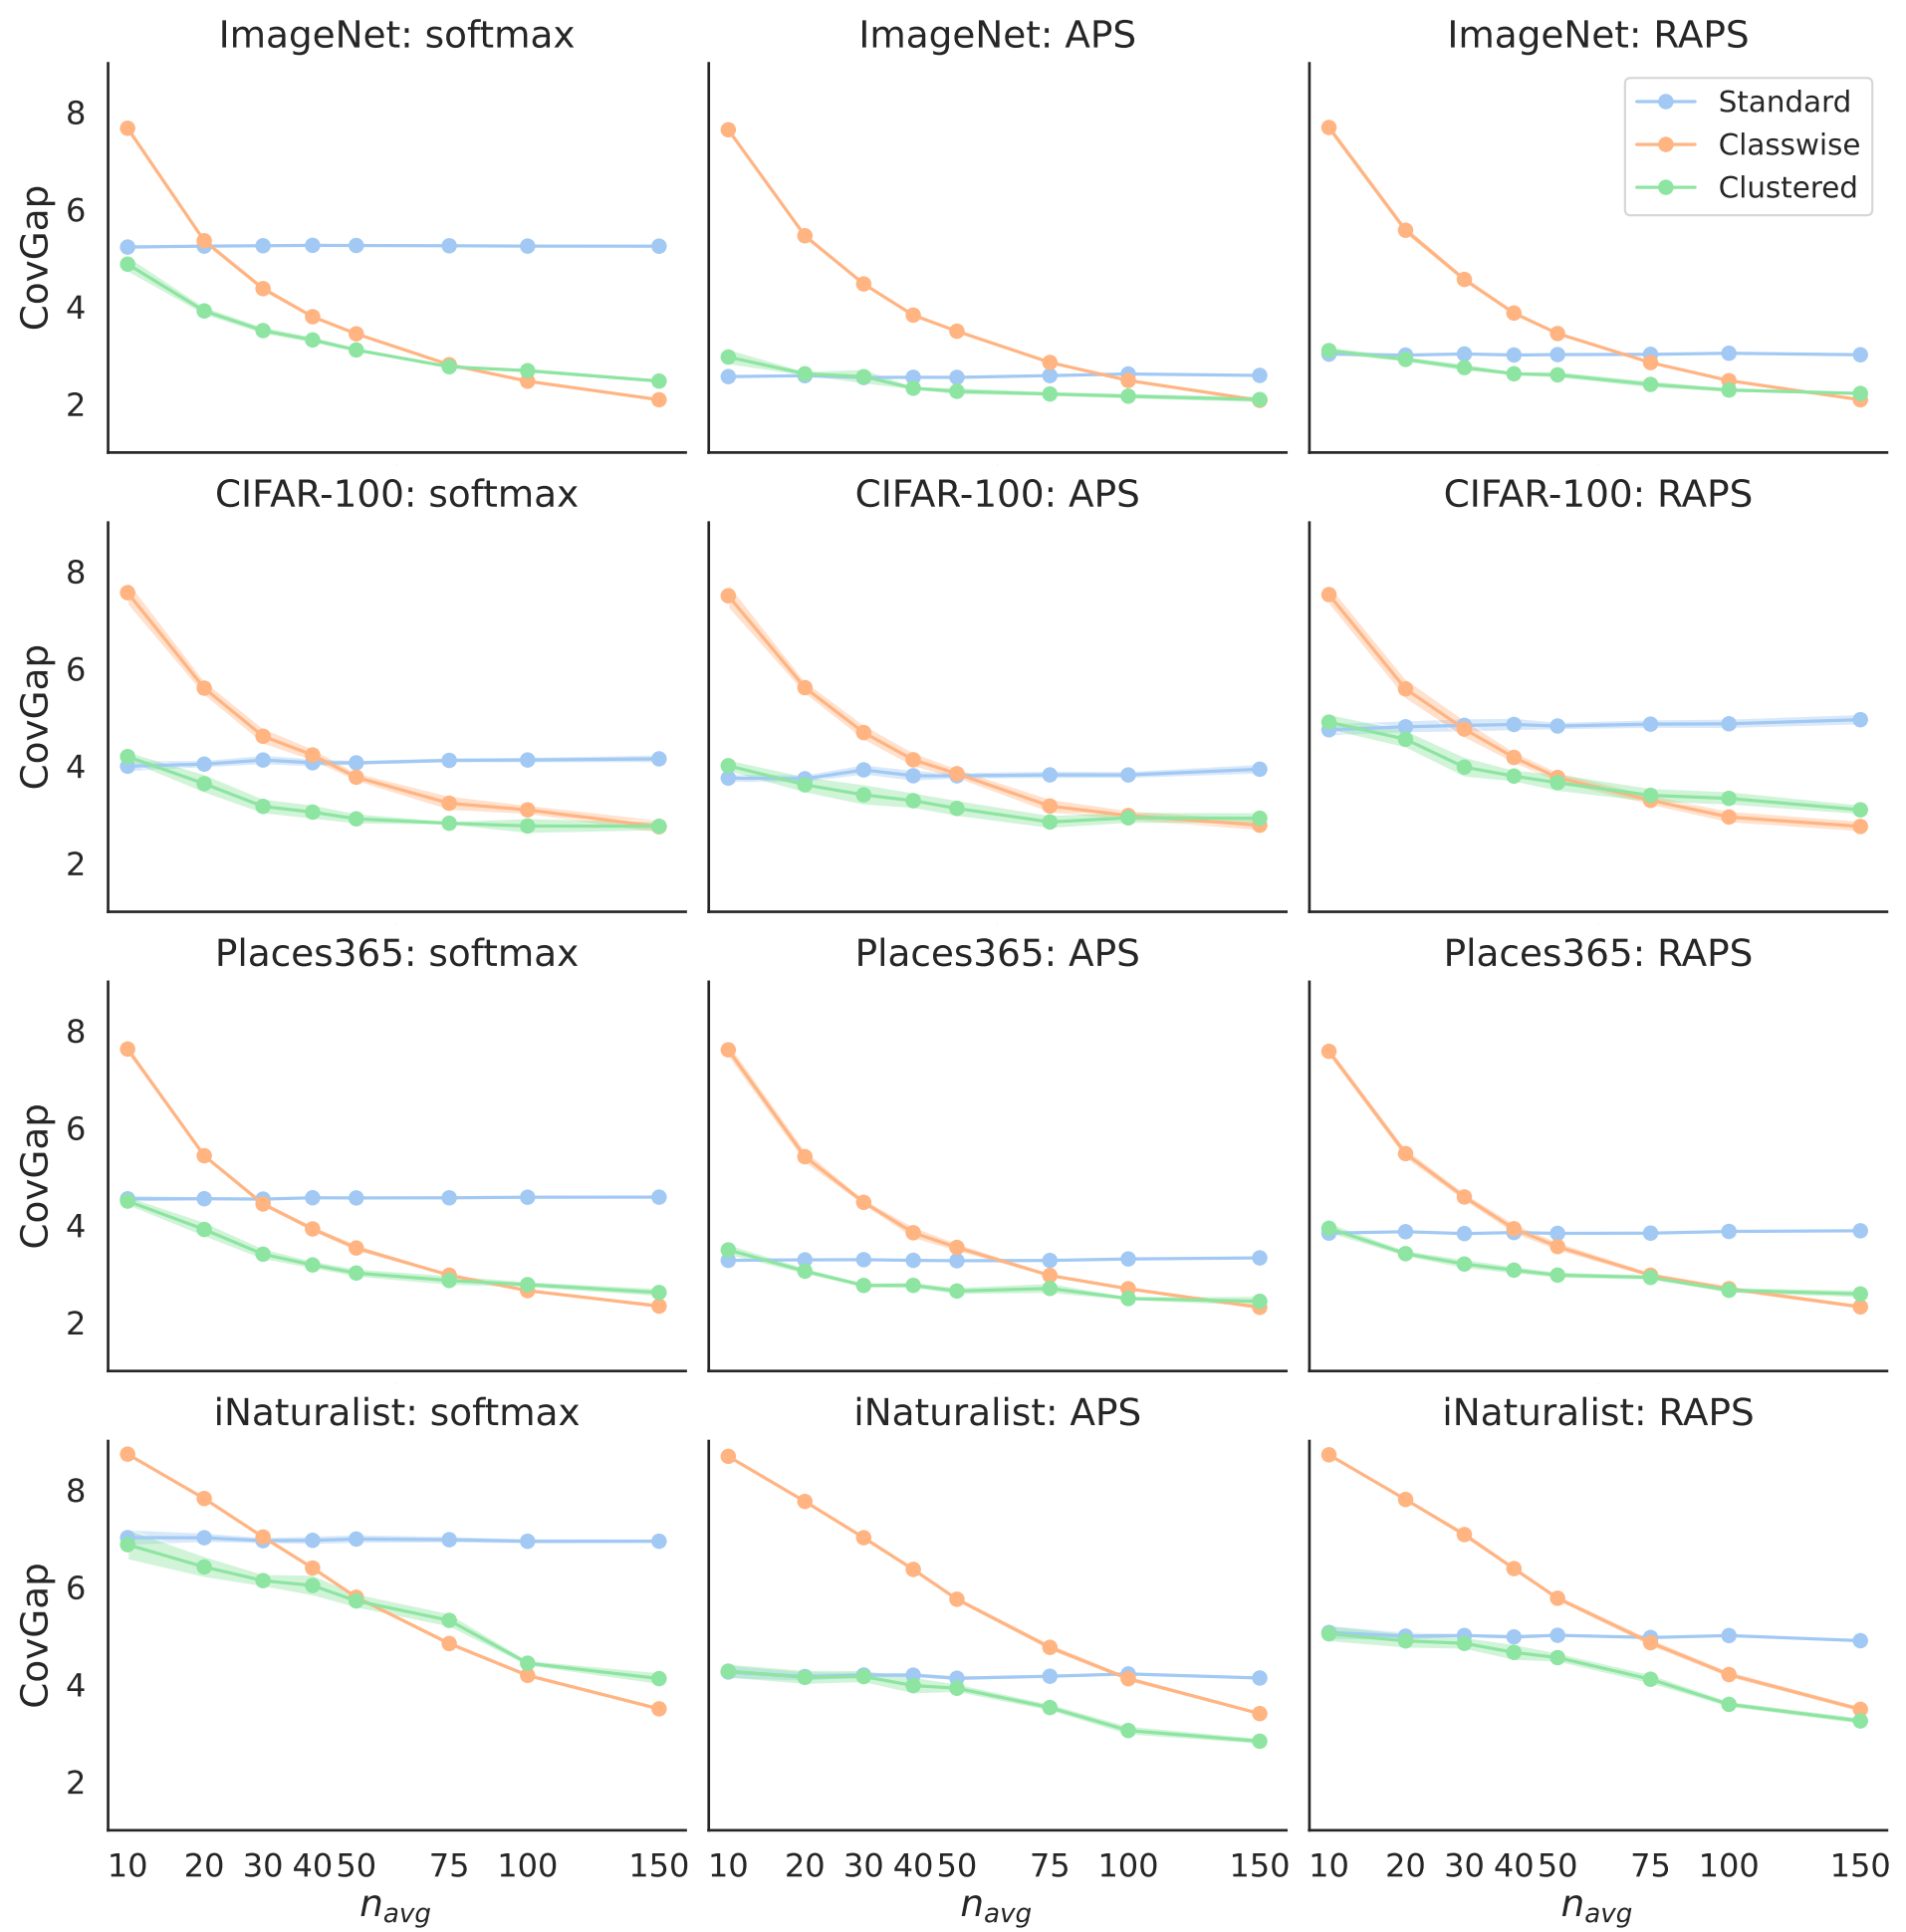 ImageNet: softmax
ImageNet: APS
ImageNet: RAPS
Standard
Classwise
Clustered
CovGap
8
6
4
2
CIFAR-100: softmax
CIFAR-100: APS
CIFAR-100: RAPS
CovGap
8
6
4
2
Places365: softmax
Places365: APS
Places365: RAPS
CovGap
8
6
4
2
iNaturalist: softmax
iNaturalist: APS
iNaturalist: RAPS
CovGap
8
6
4
2
10 20 30 40 50 75 100 150
10 20 30 40 50 75 100 150
10 20 30 40 50 75 100 150
n_avg
n_avg
n_avg